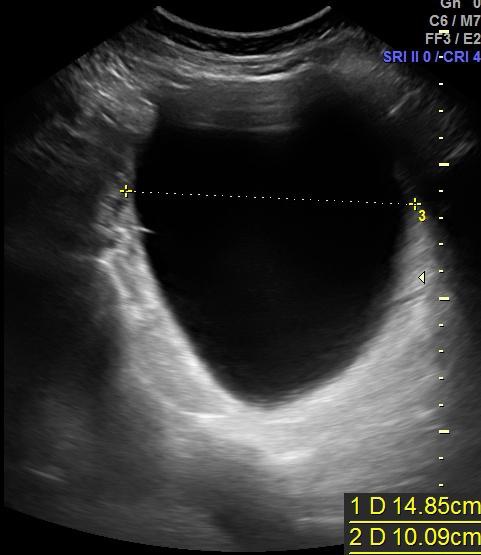 Gn 0
C6 / M7
FF3 / E2
SRI II 0 / CRI 4
3
1 D 14.85cm
2 D 10.09cm